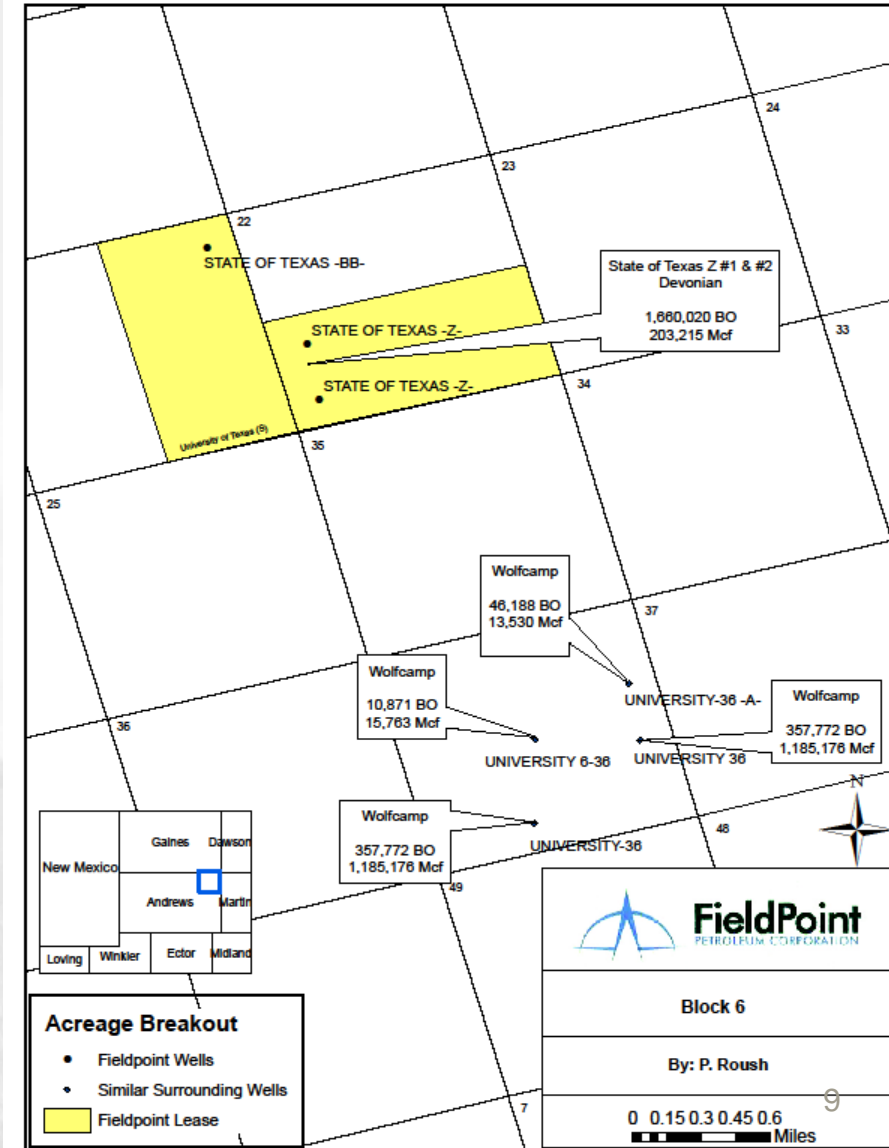 24
23
22
STATE OF TEXAS -BB-
State of Texas Z #1 & #2
Devonian
1,660,020 BO
203,215 Mcf
STATE OF TEXAS -Z-
33
STATE OF TEXAS -Z-
34
University of Texas (9)
35
25
Wolfcamp
46,188 BO
13,530 Mcf
37
Wolfcamp
10,871 BO
15,763 Mcf
UNIVERSITY-36 -A-
Wolfcamp
357,772 BO
1,185,176 Mcf
36
UNIVERSITY 6-36
UNIVERSITY 36
N
Wolfcamp
357,772 BO
1,185,176 Mcf
UNIVERSITY-36
48
49
New Mexico
Gaines
Dawson
Andrews
Martin
Loving
Winkler
Ector
Midland
FieldPoint
PETROLEUM CORPORATION
Block 6
By: P. Roush
Acreage Breakout
Fieldpoint Wells
Similar Surrounding Wells
Fieldpoint Lease
7
9
0 0.15 0.3 0.45 0.6
Miles